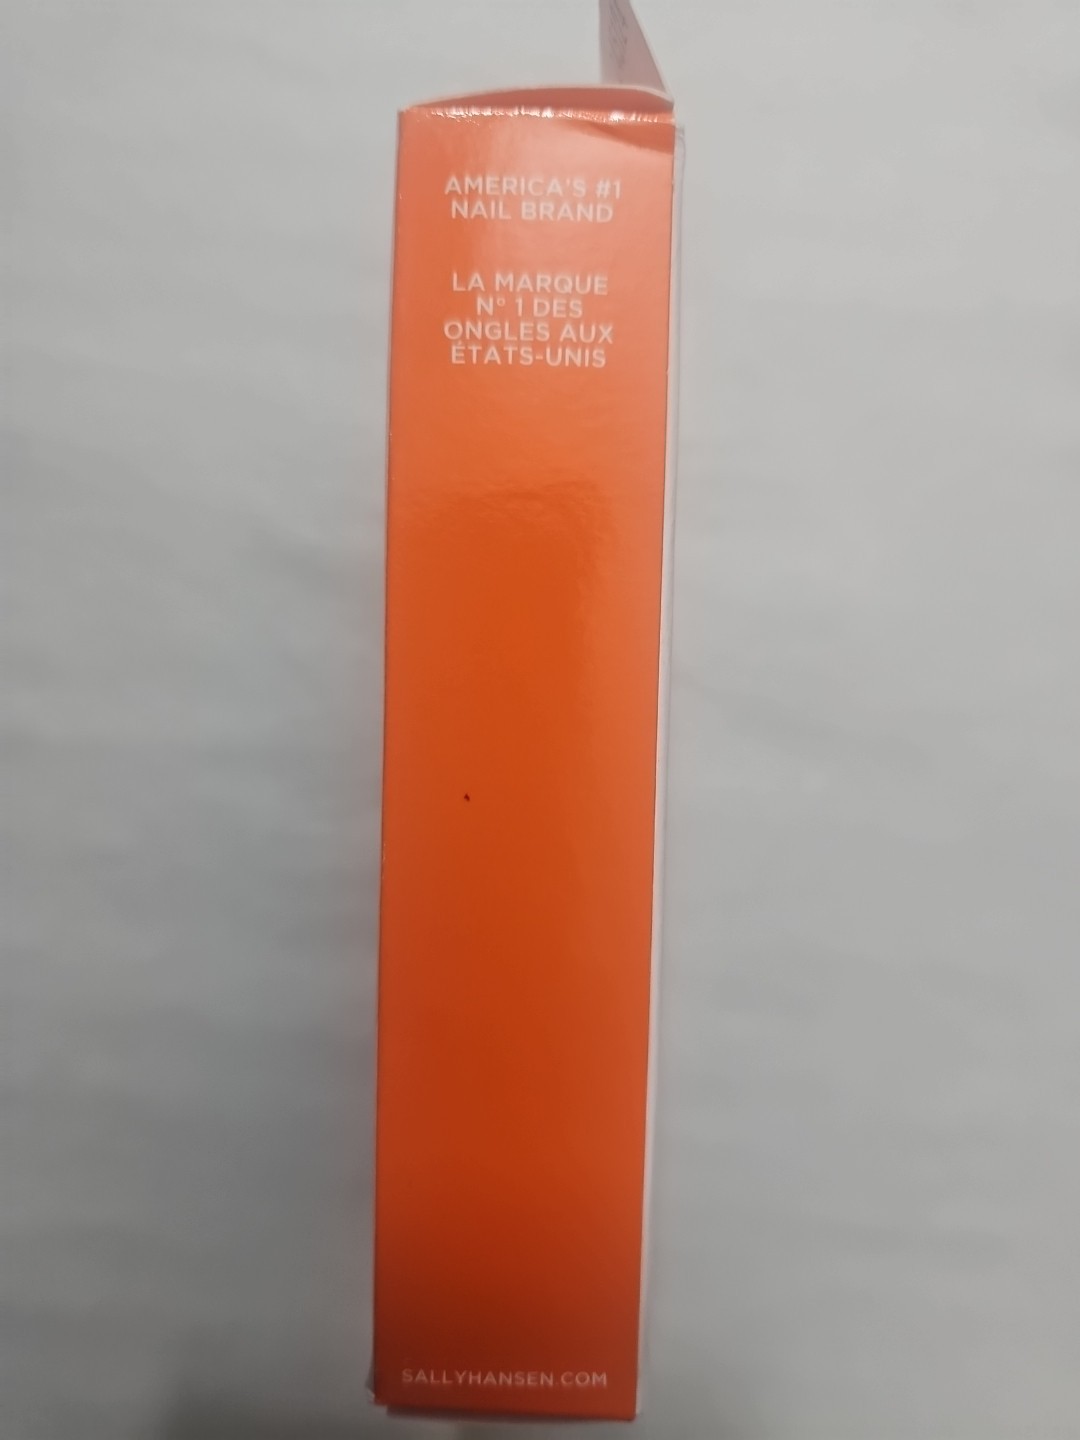 AMERICA'S #1
NAIL BRAND
LA MARQUE
N° 1 DES
ONGLES AUX
ÉTATS-UNIS
SALLYHANSEN.COM